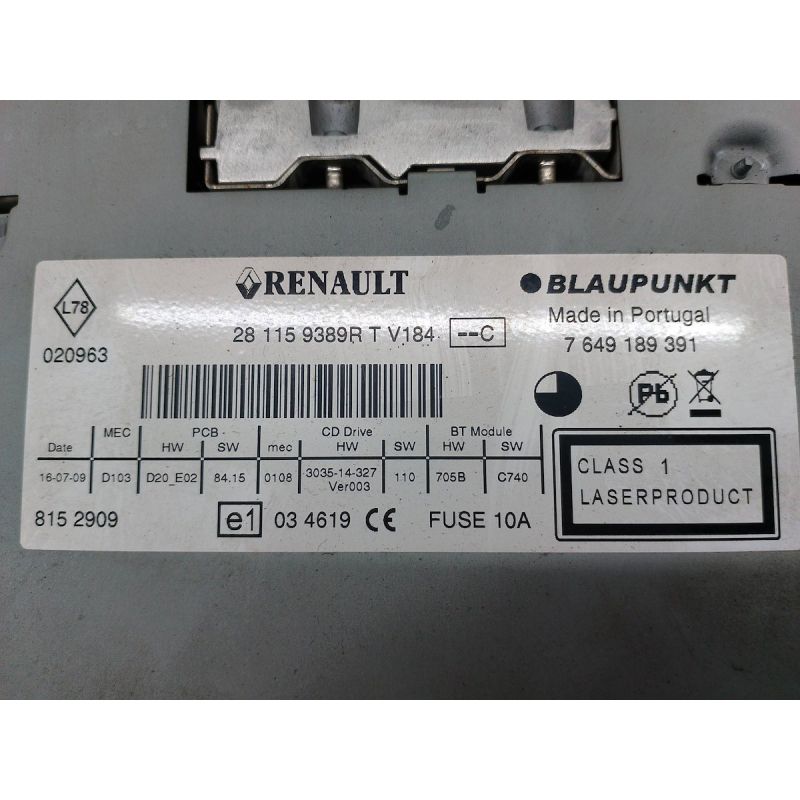 L78 RENAULT BLAUPUNKT
Made in Portugal
020963 28 115 9389R T V184 --C 7 649 189 391
Pb
MEC PCB CD Drive BT Module
Date HW SW mec HW SW HW SW
16-07-09 D103 D20_E02 84.15 0108 3035-14-327 Ver003 110 705B C740
CLASS 1
LASERPRODUCT
815 2909 e1 03 4619 CE FUSE 10A